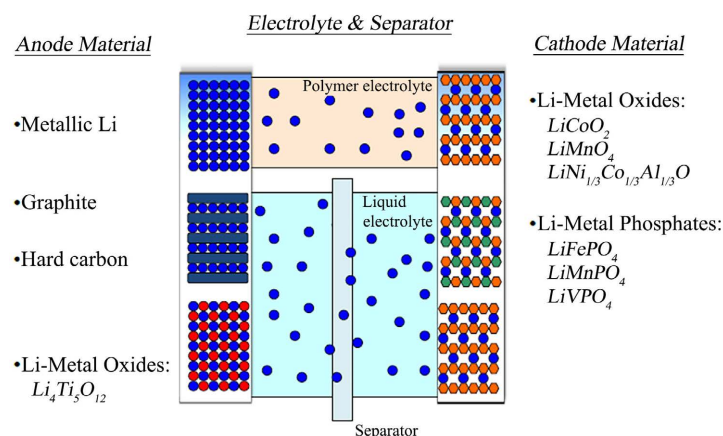 Electrolyte & Separator
Anode Material
Cathode Material
Polymer electrolyte
•Metallic Li
•Graphite
•Hard carbon
•Li-Metal Oxides:
Li₄Ti₅O₁₂
Liquid
electrolyte
Separator
•Li-Metal Oxides:
LiCoO₂
LiMnO₄
LiNi₁/₃Co₁/₃Al₁/₃O
•Li-Metal Phosphates:
LiFePO₄
LiMnPO₄
LiVPO₄